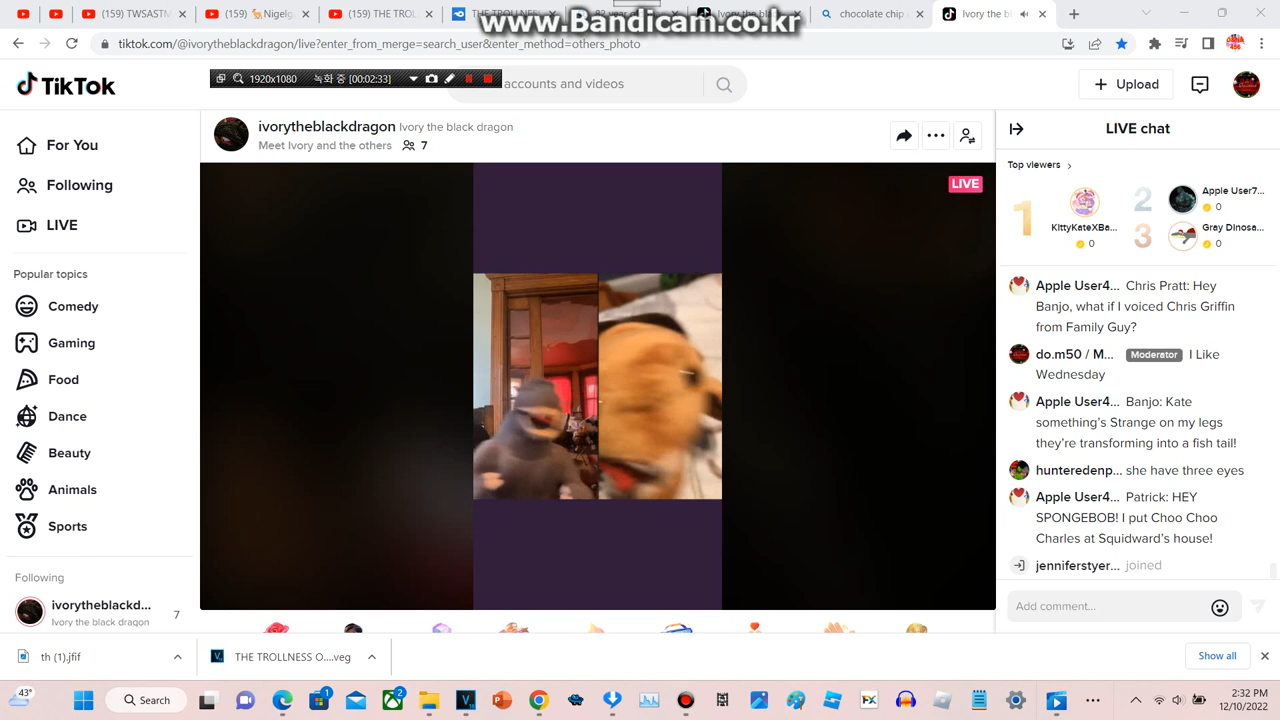 (159) TWSAST
(159) 🐪Nigelg
(159) THE TROL
THE TROLLNES
Ivory the bl
chocolate chip
Ivory the b
www.Bandicam.co.kr
tiktok.com/@ivorytheblackdragon/live?enter_from_merge=search_user&enter_method=others_photo
TikTok
1920x1080 녹화 중 [00:02:33]
accounts and videos
Upload
For You
Following
LIVE
Popular topics
Comedy
Gaming
Food
Dance
Beauty
Animals
Sports
Following
ivorytheblackd...
Ivory the black dragon
7
ivorytheblackdragon Ivory the black dragon
Meet Ivory and the others 7
LIVE
LIVE chat
Top viewers
1
KittyKateXBa...
0
2
Apple User7...
0
3
Gray Dinosa...
0
Apple User4... Chris Pratt: Hey
Banjo, what if I voiced Chris Griffin
from Family Guy?
do.m50 / M... Moderator I Like
Wednesday
Apple User4... Banjo: Kate
something's Strange on my legs
they're transforming into a fish tail!
hunteredenp... she have three eyes
Apple User4... Patrick: HEY
SPONGEBOB! I put Choo Choo
Charles at Squidward's house!
jenniferstyer... joined
Add comment...
th (1).jfif
THE TROLLNESS O....veg
Show all
43°
Search
1
2
2:32 PM
12/10/2022